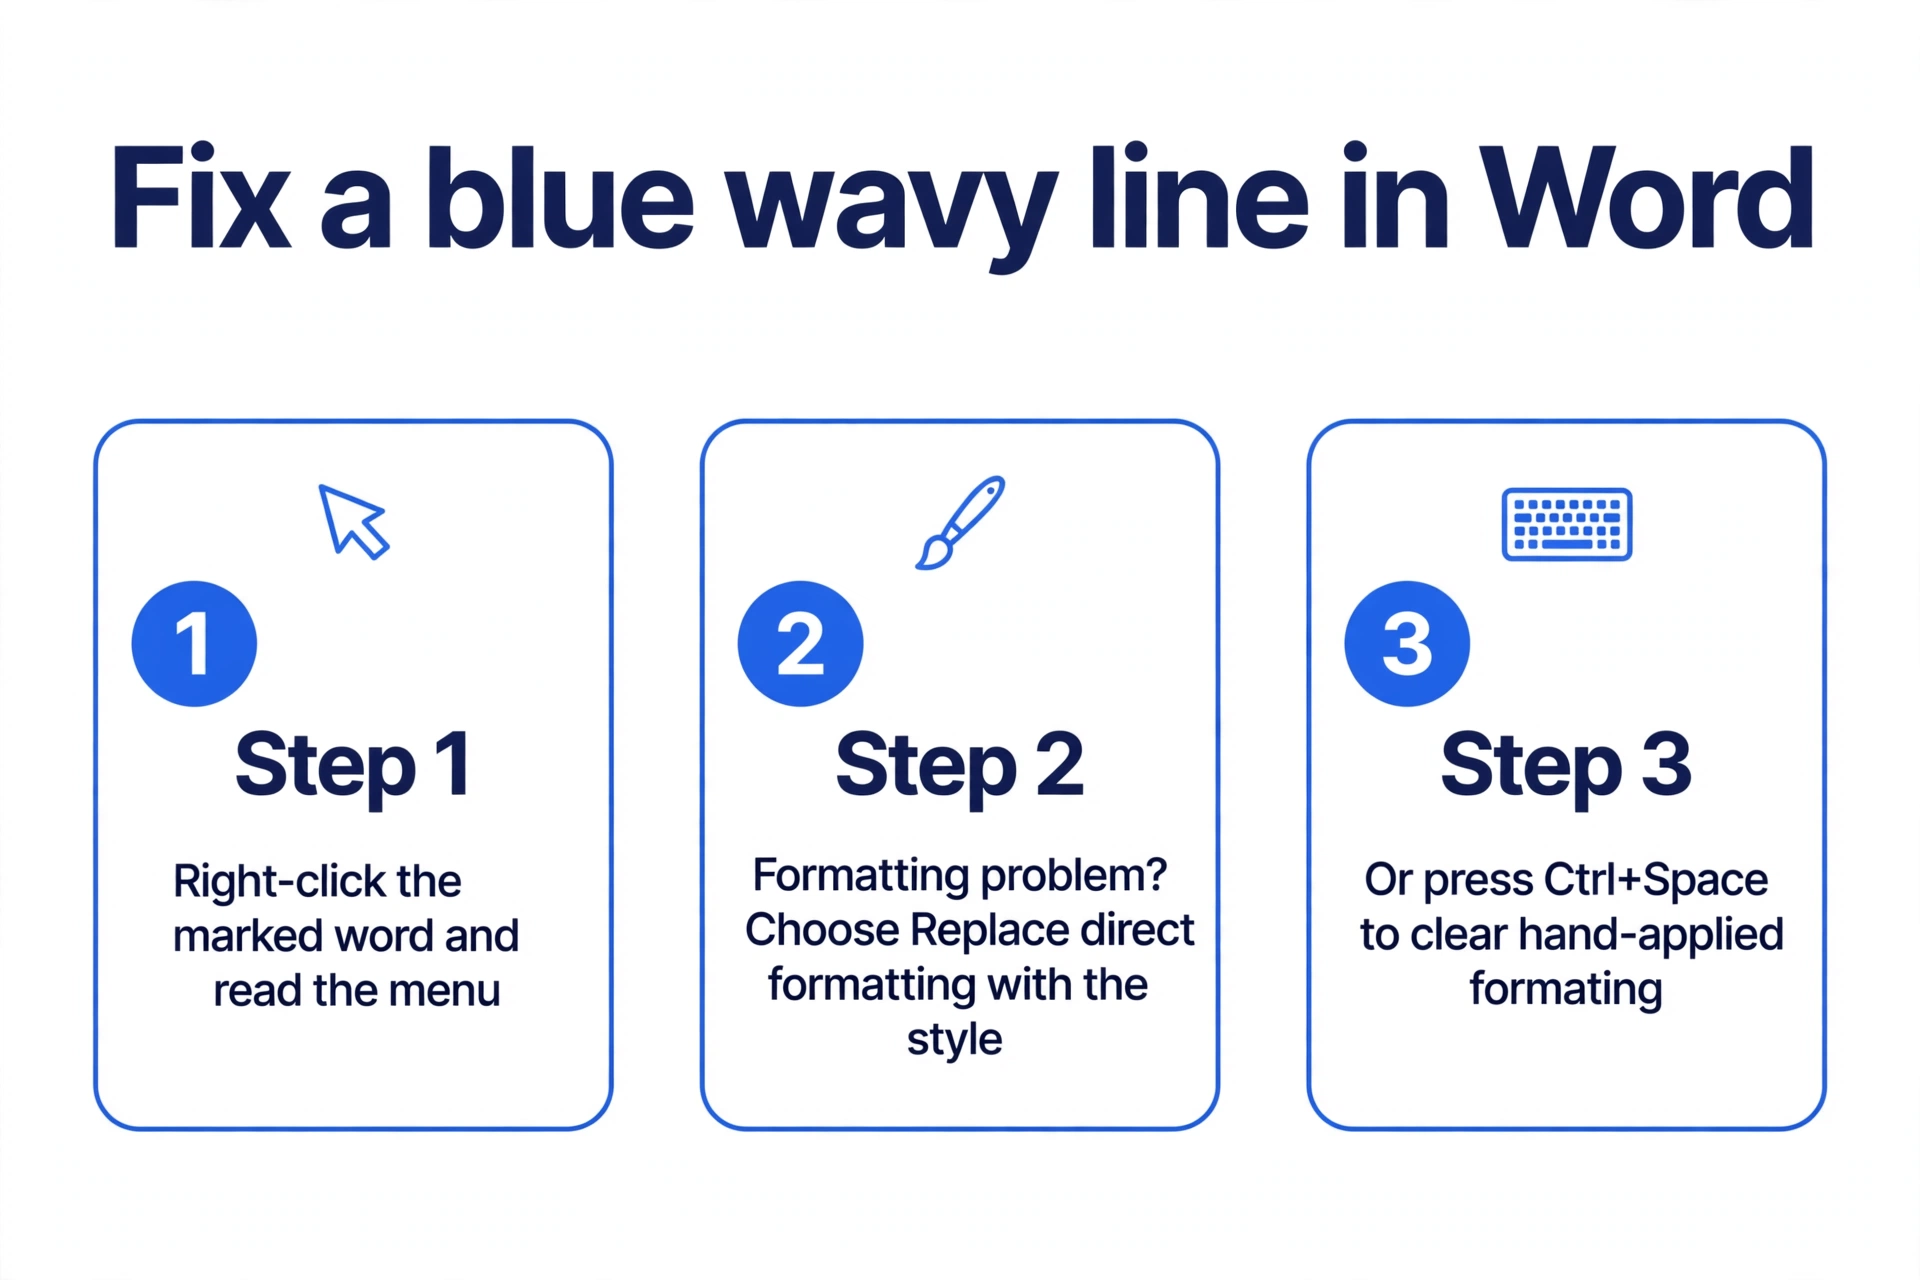 Fix a blue wavy line in Word
1
Step 1
Right-click the
marked word and
read the menu
2
Step 2
Formatting problem?
Choose Replace direct
formatting with the
style
3
Step 3
Or press Ctrl+Space
to clear hand-applied
formating